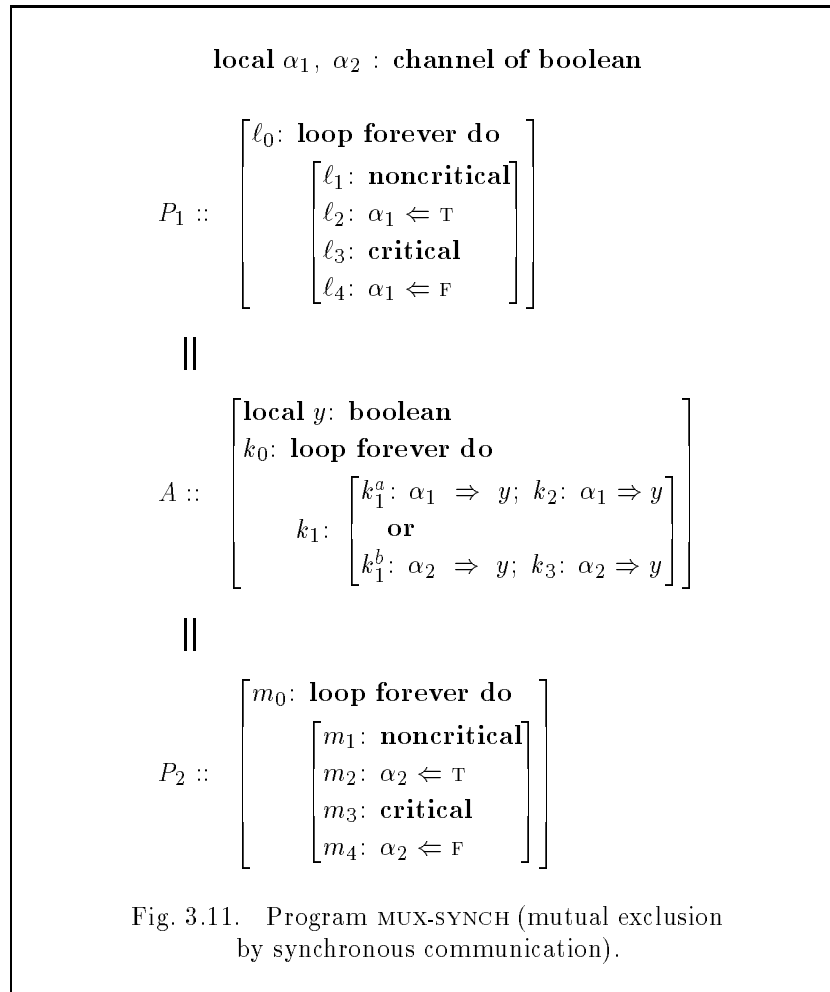 local α₁, α₂ : channel of boolean
P₁ ::
ℓ₀: loop forever do
ℓ₁: noncritical
ℓ₂: α₁ ⇐ T
ℓ₃: critical
ℓ₄: α₁ ⇐ F
||
A ::
local y: boolean
k₀: loop forever do
k₁:
k₁ᵃ: α₁ ⇒ y; k₂: α₁ ⇒ y
or
k₁ᵇ: α₂ ⇒ y; k₃: α₂ ⇒ y
||
P₂ ::
m₀: loop forever do
m₁: noncritical
m₂: α₂ ⇐ T
m₃: critical
m₄: α₂ ⇐ F
Fig. 3.11. Program MUX-SYNCH (mutual exclusion
by synchronous communication).